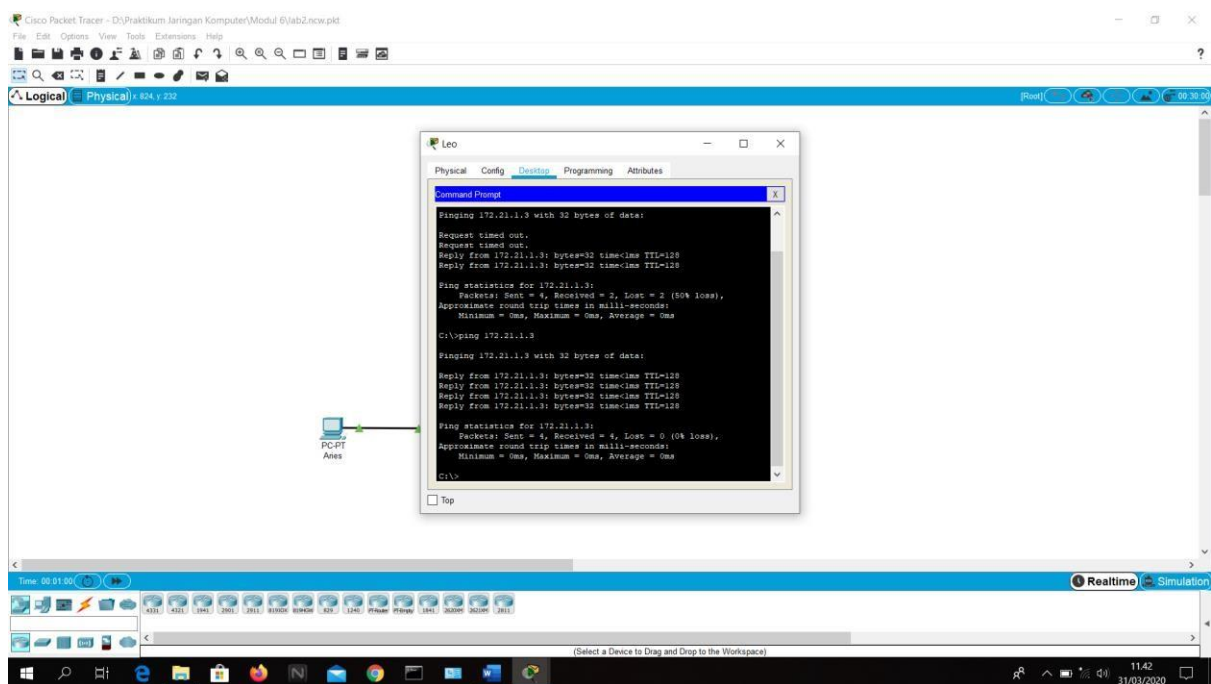 Cisco Packet Tracer - D:\Praktikum Jaringan Komputer\Modul 6\lab2.ncw.pkt
File Edit Options View Tools Extensions Help
?
Logical Physical x: 824, y: 232 [Root] 00:30:00
Leo
Physical Config Desktop Programming Attributes
Command Prompt X
Pinging 172.21.1.3 with 32 bytes of data:
Request timed out.
Request timed out.
Reply from 172.21.1.3: bytes=32 time<1ms TTL=128
Reply from 172.21.1.3: bytes=32 time<1ms TTL=128
Ping statistics for 172.21.1.3:
Packets: Sent = 4, Received = 2, Lost = 2 (50% loss),
Approximate round trip times in milli-seconds:
Minimum = 0ms, Maximum = 0ms, Average = 0ms
C:\>ping 172.21.1.3
Pinging 172.21.1.3 with 32 bytes of data:
Reply from 172.21.1.3: bytes=32 time<1ms TTL=128
Reply from 172.21.1.3: bytes=32 time<1ms TTL=128
Reply from 172.21.1.3: bytes=32 time<1ms TTL=128
Reply from 172.21.1.3: bytes=32 time<1ms TTL=128
Ping statistics for 172.21.1.3:
Packets: Sent = 4, Received = 4, Lost = 0 (0% loss),
Approximate round trip times in milli-seconds:
Minimum = 0ms, Maximum = 0ms, Average = 0ms
C:\>
Top
PC-PT
Aries
Time: 00:01:00 Realtime Simulation
4331 4321 1941 2901 2911 819IOX 819HGW 829 1240 PT-Router PT-Empty 1841 2620XM 2621XM 2811
(Select a Device to Drag and Drop to the Workspace)
11.42
31/03/2020